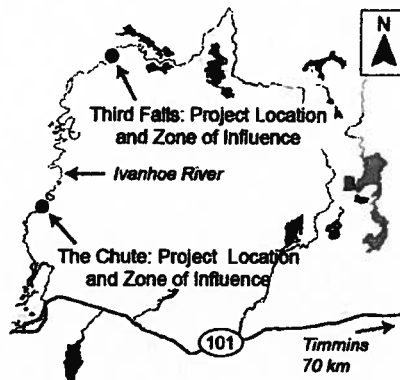 N
Third Falls: Project Location
and Zone of Influence
Ivanhoe River
The Chute: Project Location
and Zone of Influence
101
Timmins
70 km